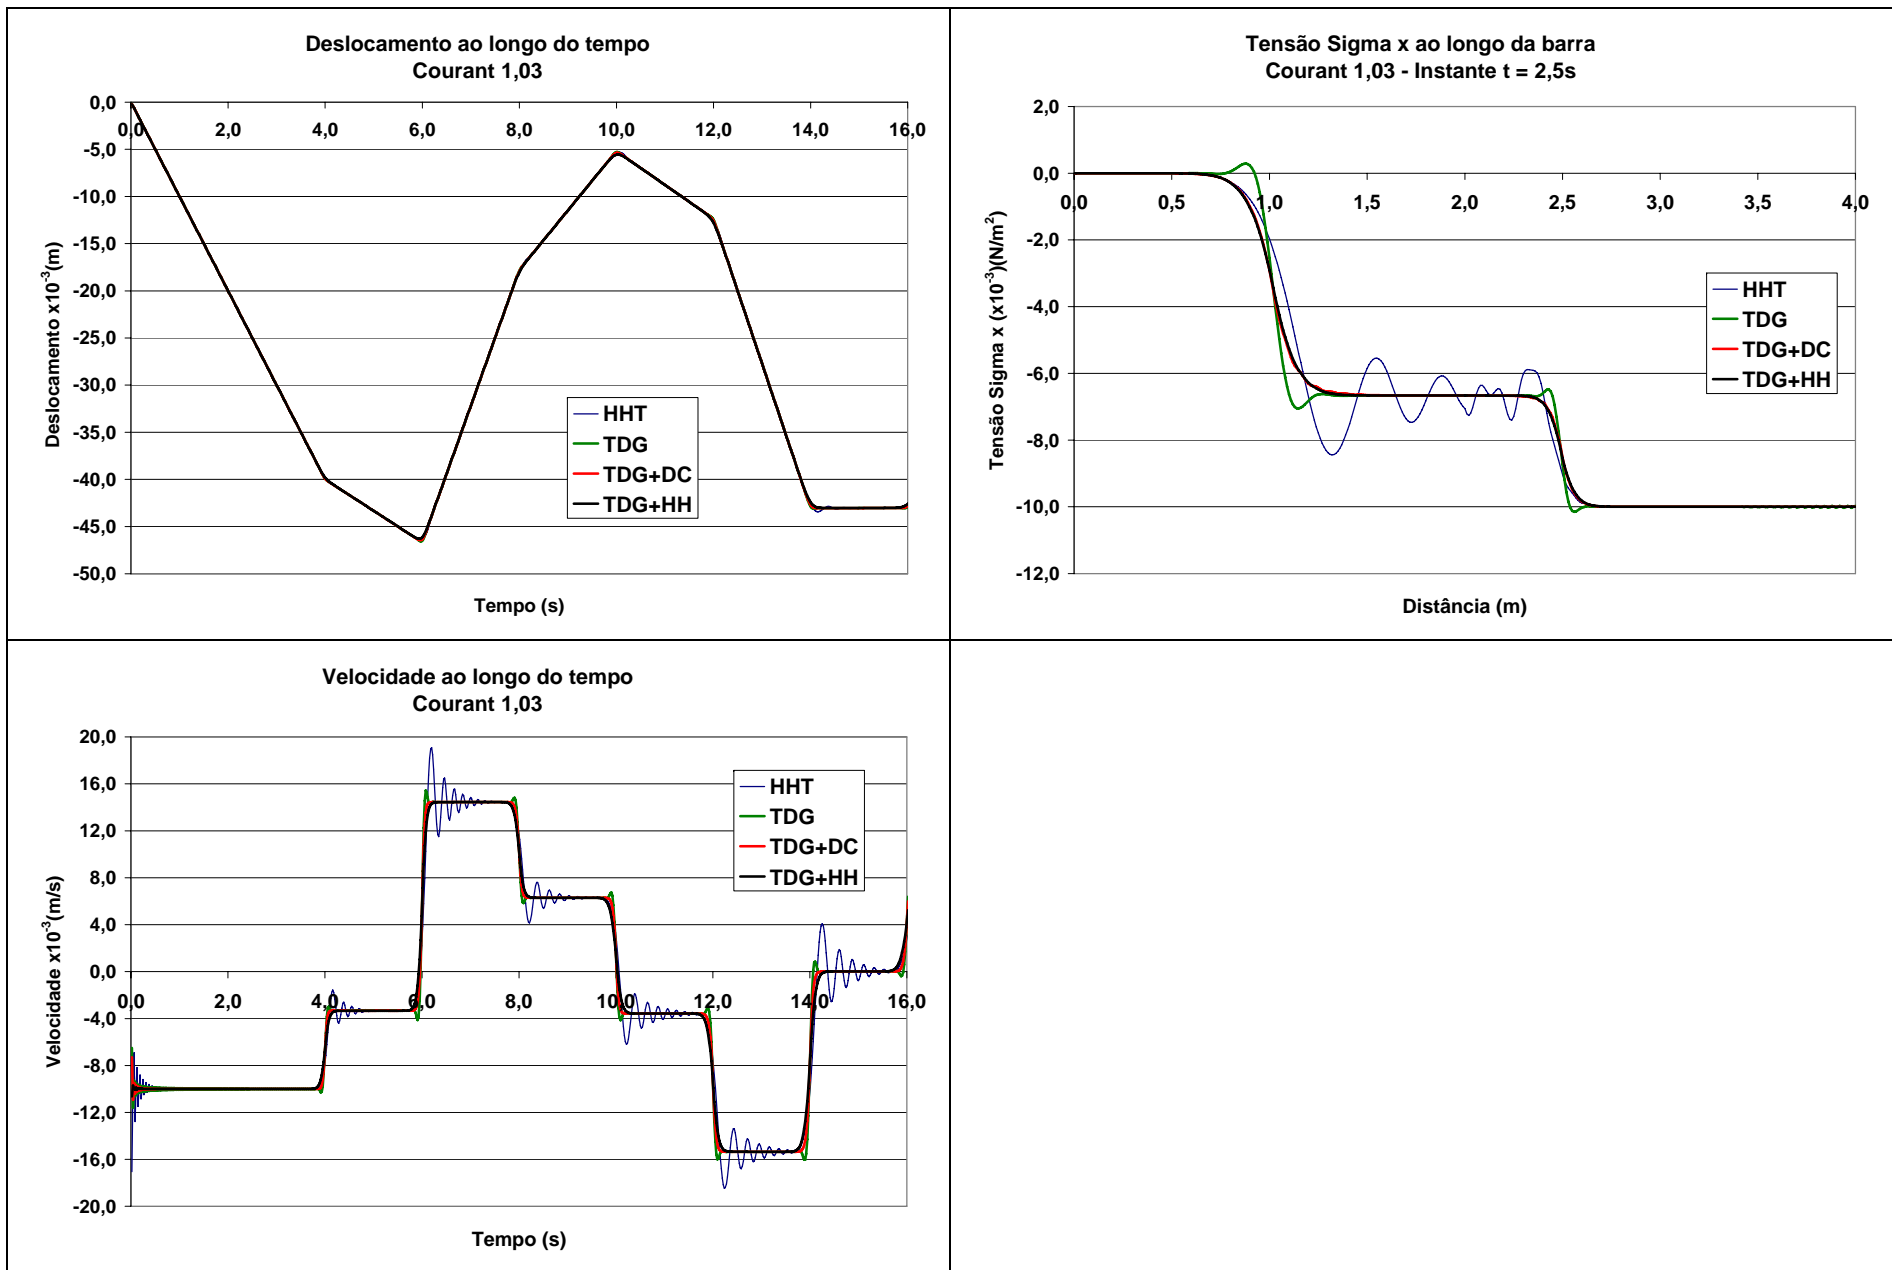 Deslocamento ao longo do tempo
Courant 1,03
0,0
-5,0
-10,0
-15,0
-20,0
-25,0
-30,0
-35,0
-40,0
-45,0
-50,0
0,0 2,0 4,0 6,0 8,0 10,0 12,0 14,0 16,0
Deslocamento x10-3(m)
Tempo (s)
HHT
TDG
TDG+DC
TDG+HH
Tensão Sigma x ao longo da barra
Courant 1,03 - Instante t = 2,5s
2,0
0,0
-2,0
-4,0
-6,0
-8,0
-10,0
-12,0
0,0 0,5 1,0 1,5 2,0 2,5 3,0 3,5 4,0
Tensão Sigma x (x10-3)(N/m2)
Distância (m)
HHT
TDG
TDG+DC
TDG+HH
Velocidade ao longo do tempo
Courant 1,03
20,0
16,0
12,0
8,0
4,0
0,0
-4,0
-8,0
-12,0
-16,0
-20,0
0,0 2,0 4,0 6,0 8,0 10,0 12,0 14,0 16,0
Velocidade x10-3(m/s)
Tempo (s)
HHT
TDG
TDG+DC
TDG+HH